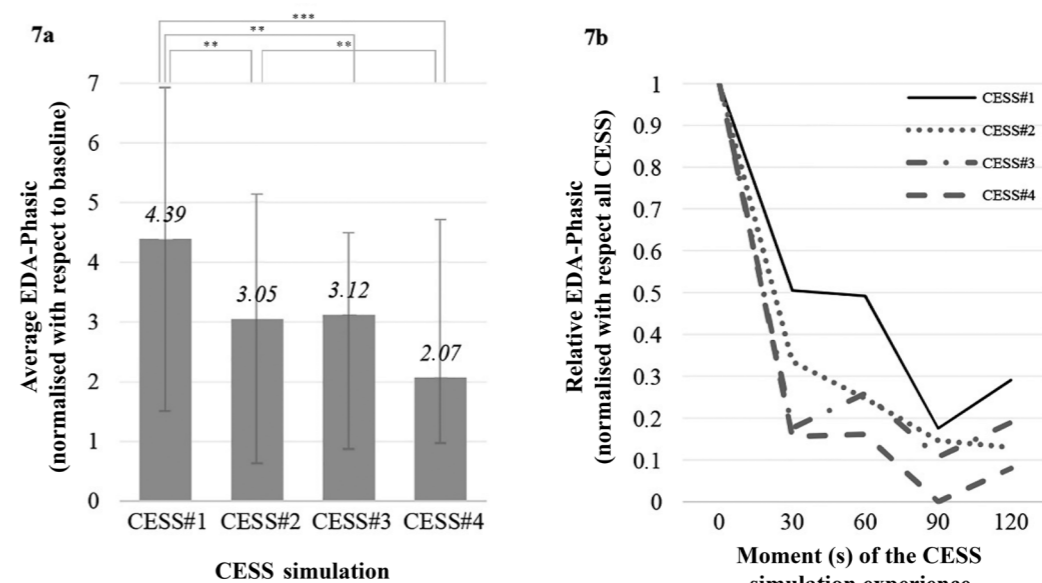 7a
***
**
** **
Average EDA-Phasic
(normalised with respect to baseline)
7
6
5
4
3
2
1
0
4.39
3.05
3.12
2.07
CESS#1 CESS#2 CESS#3 CESS#4
CESS simulation
7b
Relative EDA-Phasic
(normalised with respect all CESS)
1
0.9
0.8
0.7
0.6
0.5
0.4
0.3
0.2
0.1
0
CESS#1
CESS#2
CESS#3
CESS#4
0 30 60 90 120
Moment (s) of the CESS
simulation experience